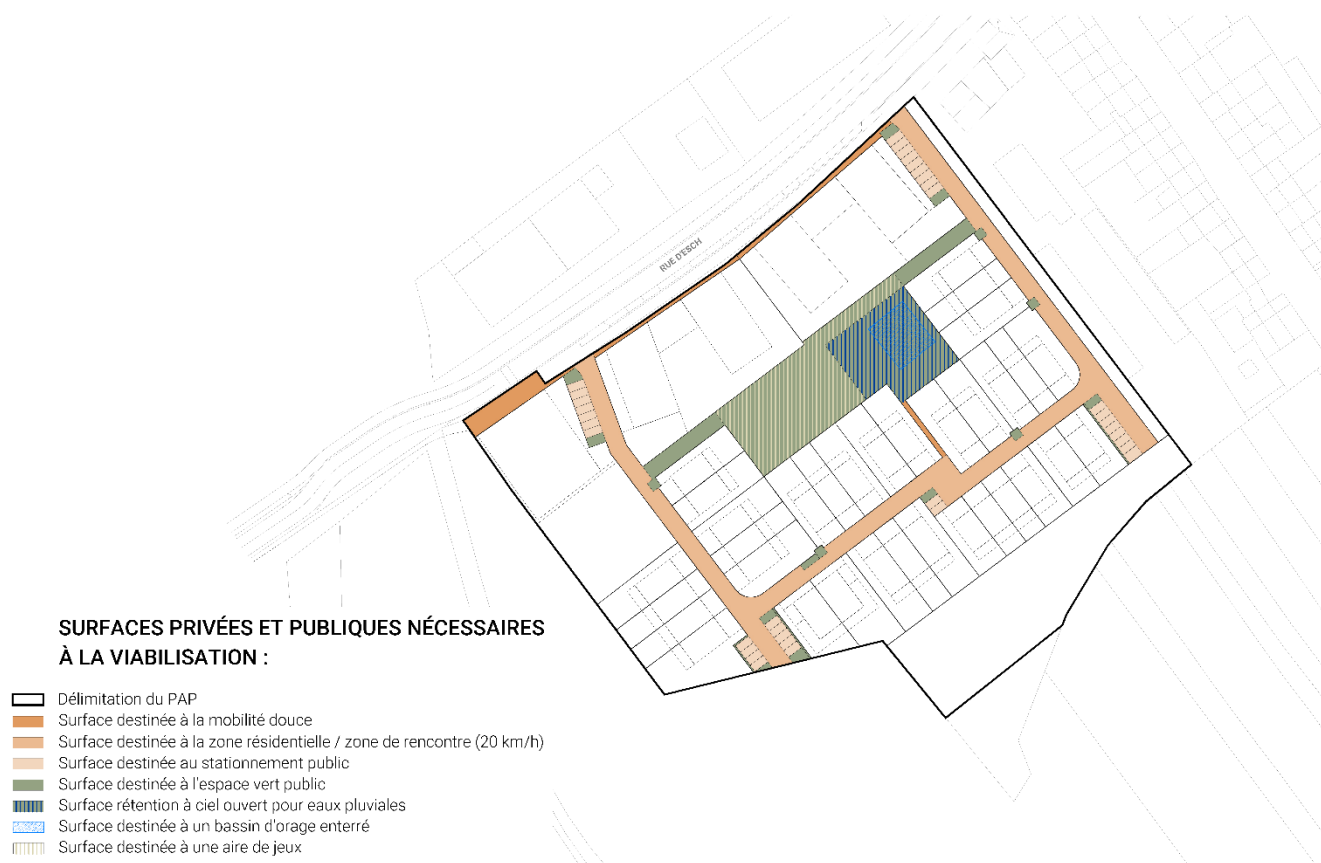 RUE D'ESCH
SURFACES PRIVÉES ET PUBLIQUES NÉCESSAIRES
À LA VIABILISATION :
Délimitation du PAP
Surface destinée à la mobilité douce
Surface destinée à la zone résidentielle / zone de rencontre (20 km/h)
Surface destinée au stationnement public
Surface destinée à l'espace vert public
Surface rétention à ciel ouvert pour eaux pluviales
Surface destinée à un bassin d'orage enterré
Surface destinée à une aire de jeux